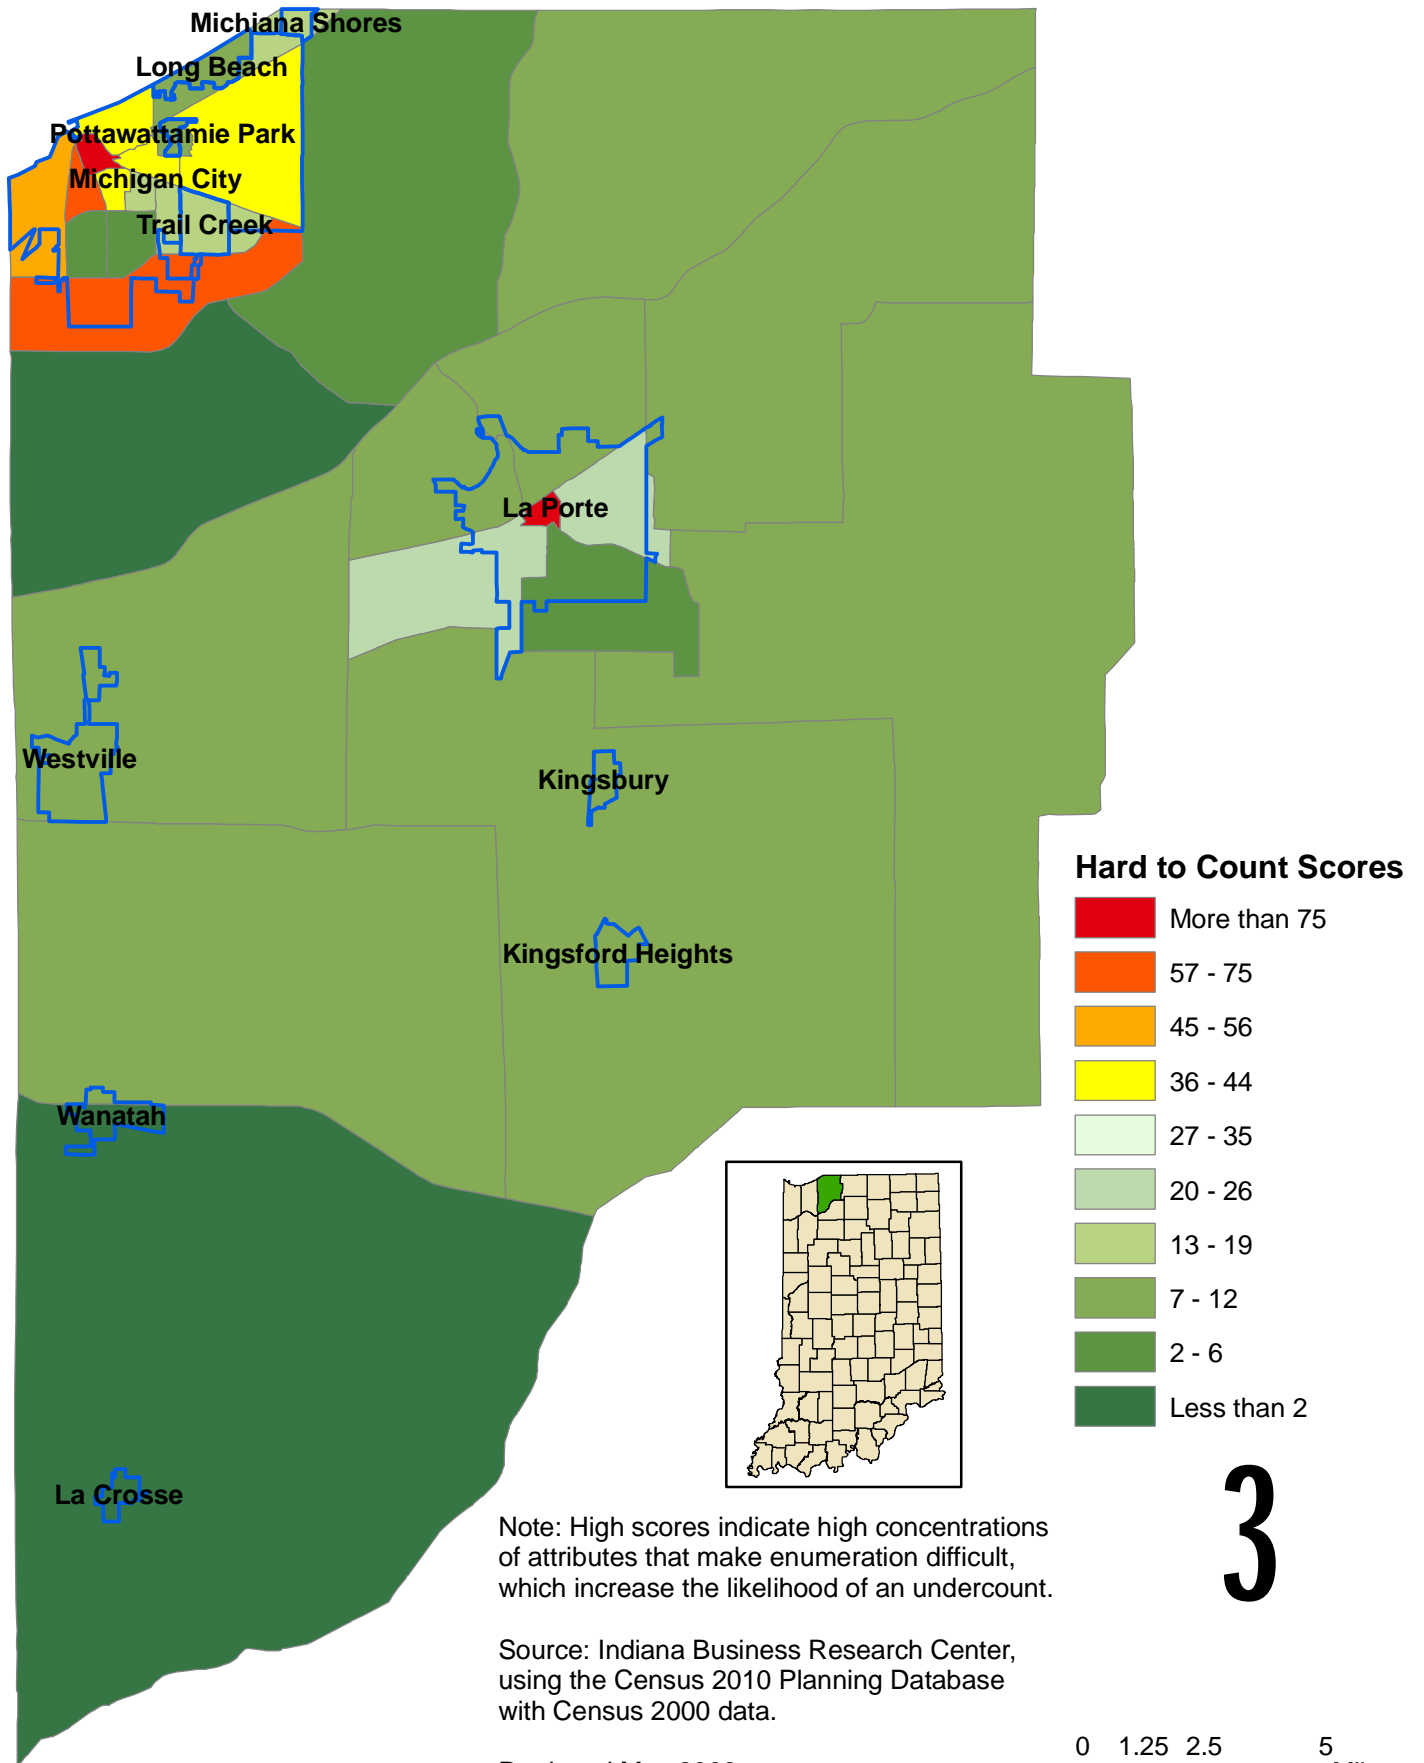 Michiana Shores
Long Beach
Pottawattamie Park
Michigan City
Trail Creek
La Porte
Westville
Kingsbury
Kingsford Heights
Wanatah
La Crosse
Hard to Count Scores
More than 75
57 - 75
45 - 56
36 - 44
27 - 35
20 - 26
13 - 19
7 - 12
2 - 6
Less than 2
3
Note: High scores indicate high concentrations
of attributes that make enumeration difficult,
which increase the likelihood of an undercount.
Source: Indiana Business Research Center,
using the Census 2010 Planning Database
with Census 2000 data.
0 1.25 2.5 5